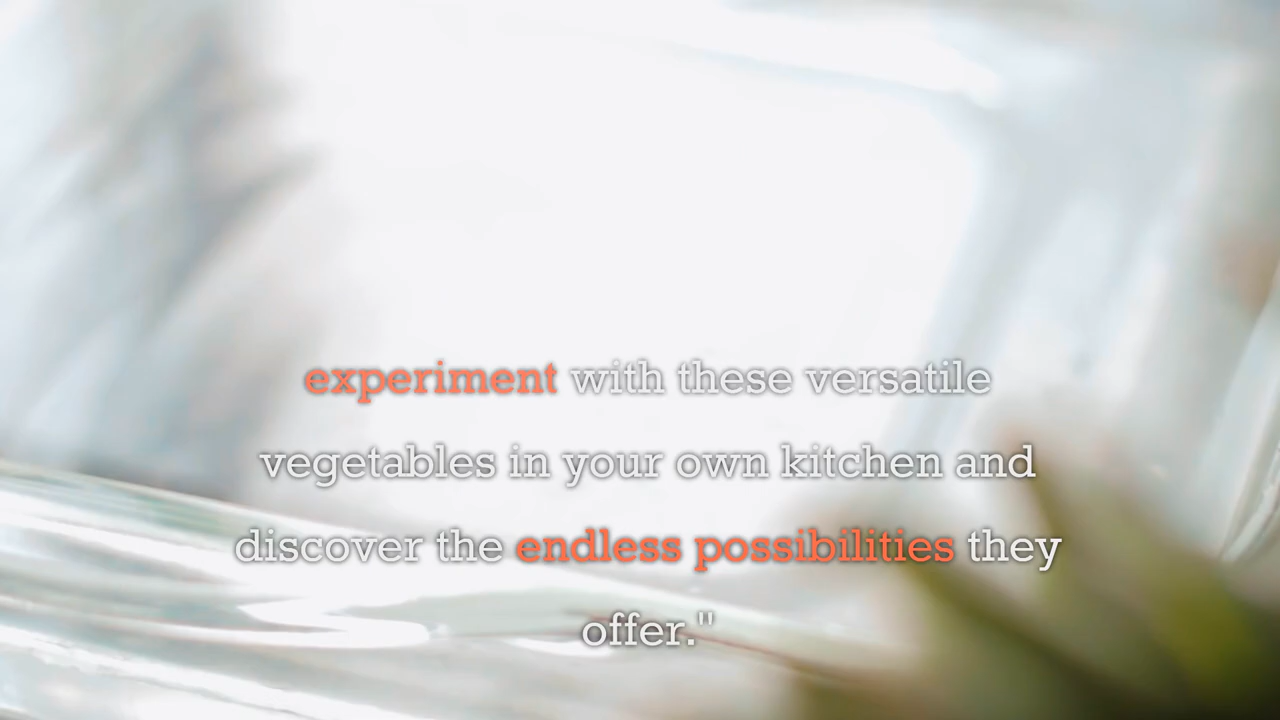 experiment with these versatile
vegetables in your own kitchen and
discover the endless possibilities they
offer."